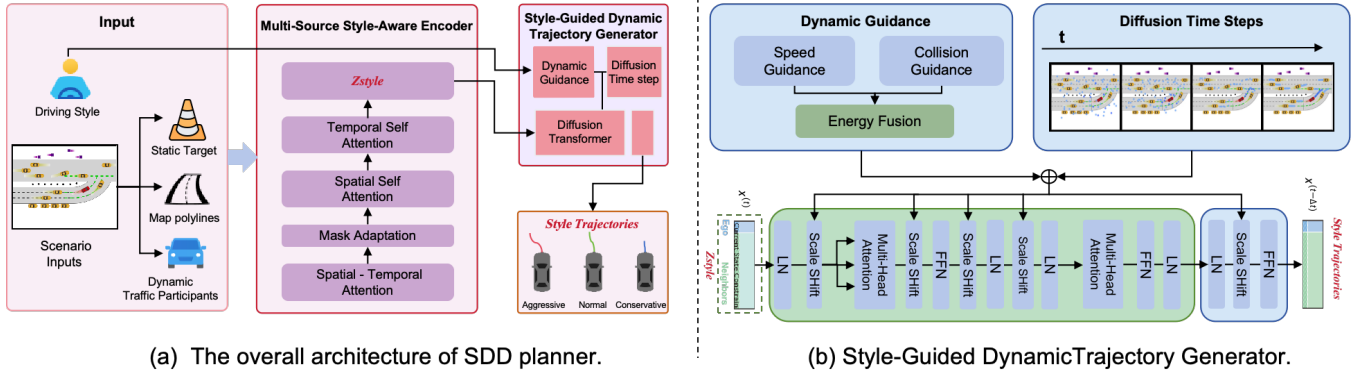 Input
Driving Style
Static Target
Map polylines
Scenario
Inputs
Dynamic
Traffic Participants
Multi-Source Style-Aware Encoder
Zstyle
Temporal Self
Attention
Spatial Self
Attention
Mask Adaptation
Spatial - Temporal
Attention
Style-Guided Dynamic
Trajectory Generator
Dynamic
Guidance
Diffusion
Time step
Diffusion
Transformer
Style Trajectories
Aggressive
Normal
Conservative
(a) The overall architecture of SDD planner.
Dynamic Guidance
Speed
Guidance
Collision
Guidance
Energy Fusion
Diffusion Time Steps
t
Zstyle
x(t)
Ego
Neighbors
Current State Constraint
LN
Scale SHift
Multi-Head
Attention
Scale SHift
FFN
Scale SHift
LN
Scale SHift
LN
Multi-Head
Attention
FFN
LN
LN
Scale SHift
FFN
x(t−Δt)
Style Trajectories
(b) Style-Guided DynamicTrajectory Generator.